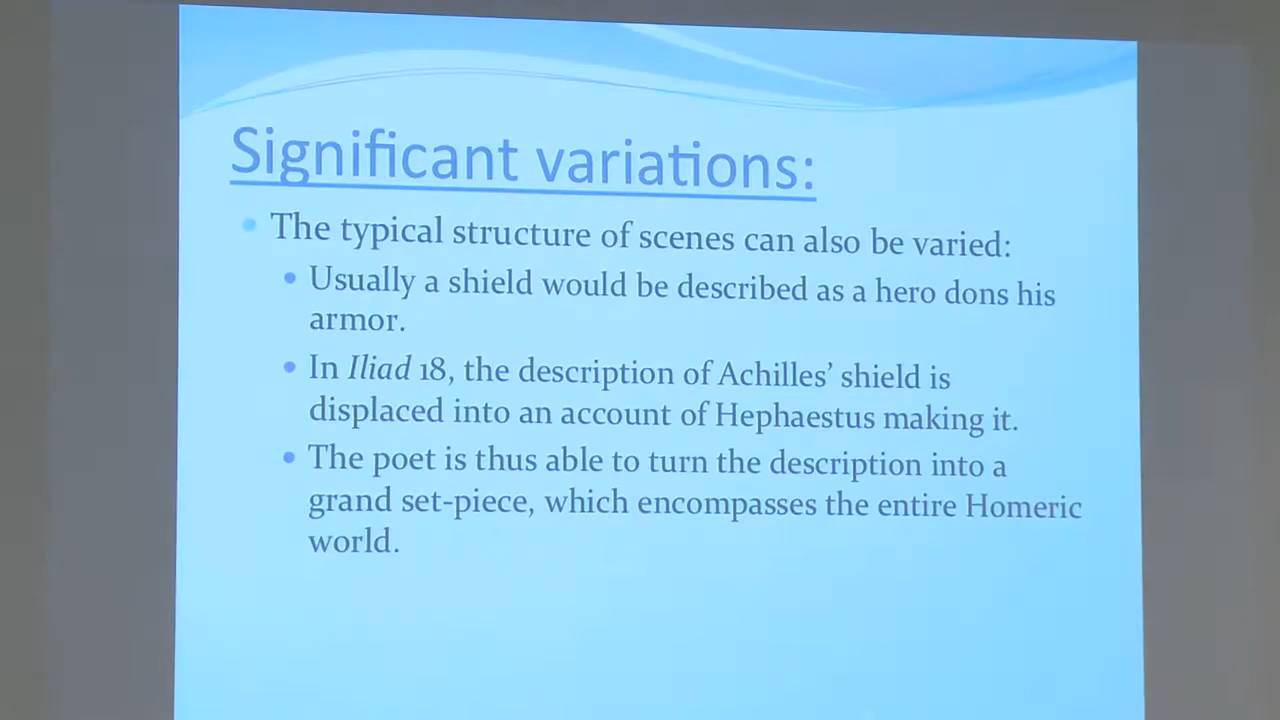 Significant variations:
The typical structure of scenes can also be varied:
Usually a shield would be described as a hero dons his
armor.
In Iliad 18, the description of Achilles’ shield is
displaced into an account of Hephaestus making it.
The poet is thus able to turn the description into a
grand set-piece, which encompasses the entire Homeric
world.